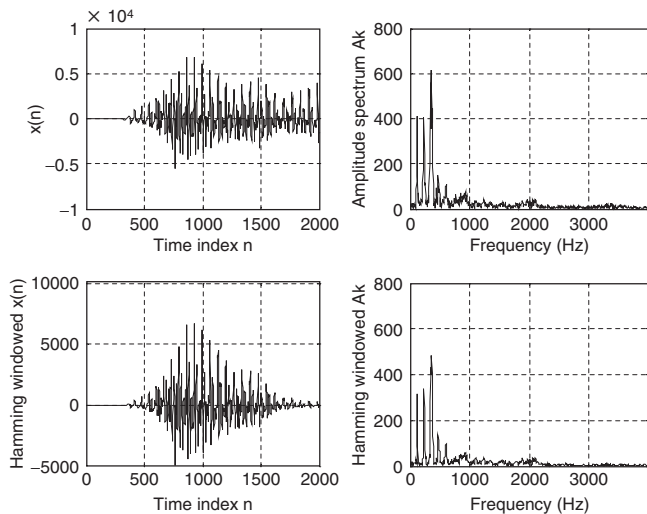 × 10⁴
1
0.5
0
−0.5
−1
x(n)
0 500 1000 1500 2000
Time index n
800
600
400
200
0
Amplitude spectrum Ak
0 1000 2000 3000
Frequency (Hz)
10000
5000
0
−5000
Hamming windowed x(n)
0 500 1000 1500 2000
Time index n
800
600
400
200
0
Hamming windowed Ak
0 1000 2000 3000
Frequency (Hz)